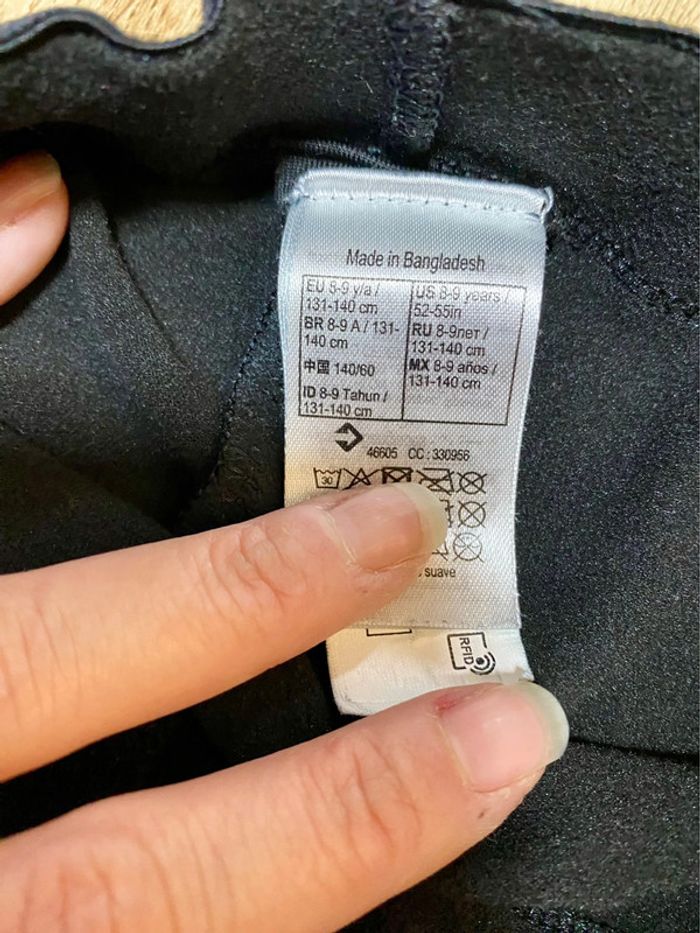 Made in Bangladesh
EU 8-9 y/a /
131-140 cm
BR 8-9 A / 131-
140 cm
中国 140/60
ID 8-9 Tahun /
131-140 cm
US 8-9 years /
52-55in
RU 8-9лет /
131-140 cm
MX 8-9 años /
131-140 cm
46605 CC : 330956
30
suave
RFID